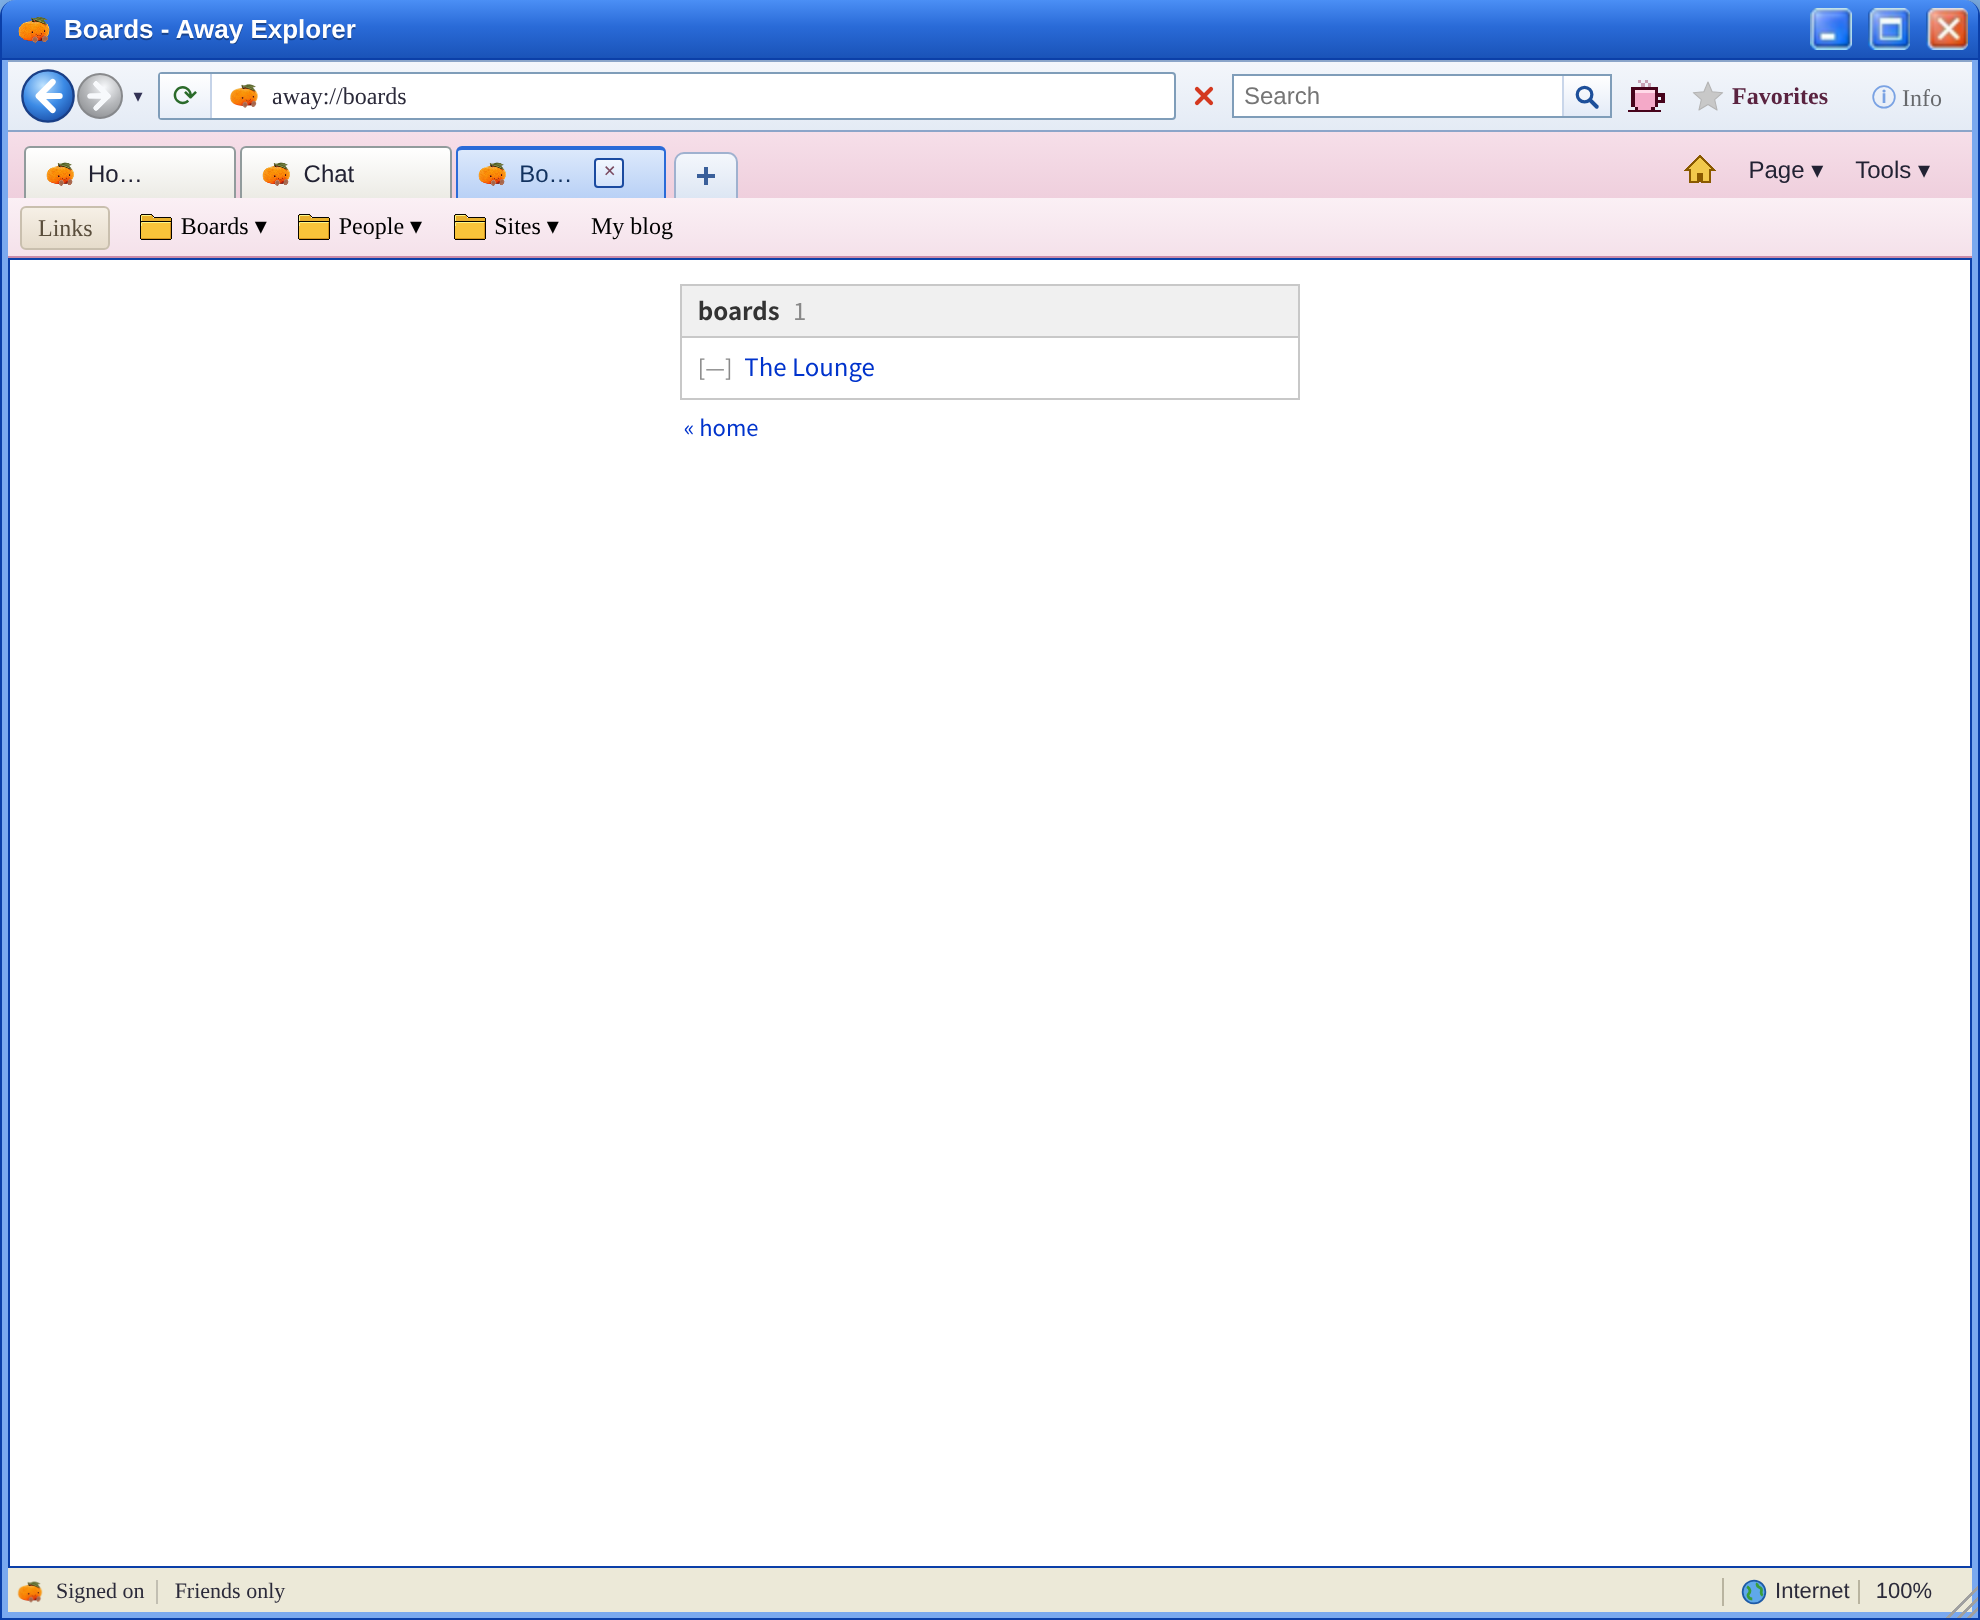 Boards - Away Explorer
away://boards
Search
Favorites
Info
Ho…
Chat
Bo…
Page ▾
Tools ▾
Links
Boards ▾
People ▾
Sites ▾
My blog
boards 1
[—] The Lounge
« home
Signed on
Friends only
Internet
100%